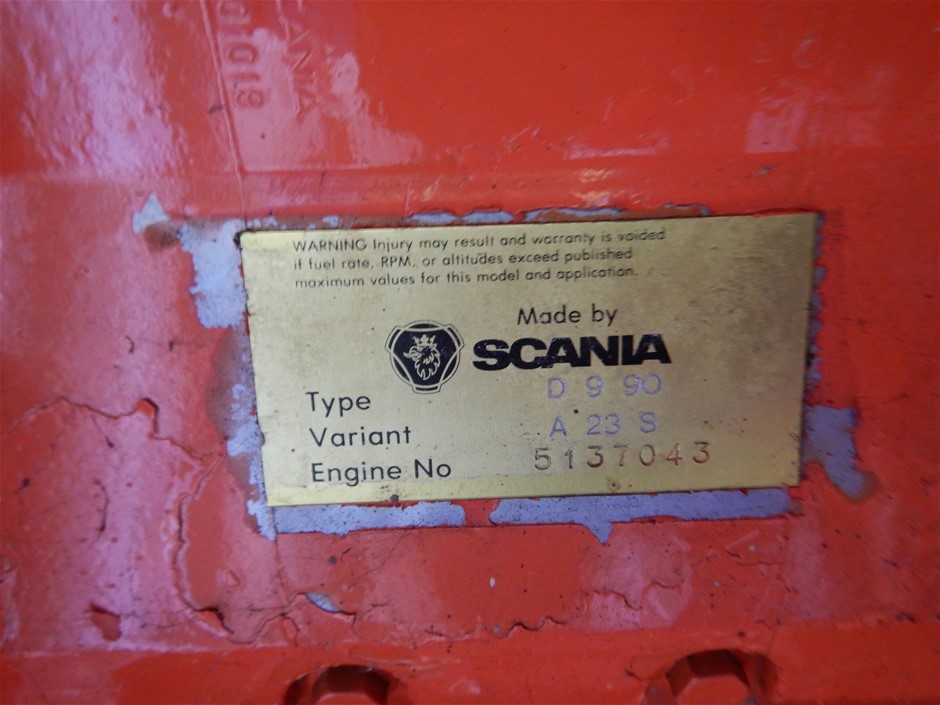 WARNING Injury may result and warranty is voided
if fuel rate, RPM, or altitudes exceed published
maximum values for this model and application.
Made by
SCANIA
Type D 9 90
Variant A 23 S
Engine No 5137043
SCANIA